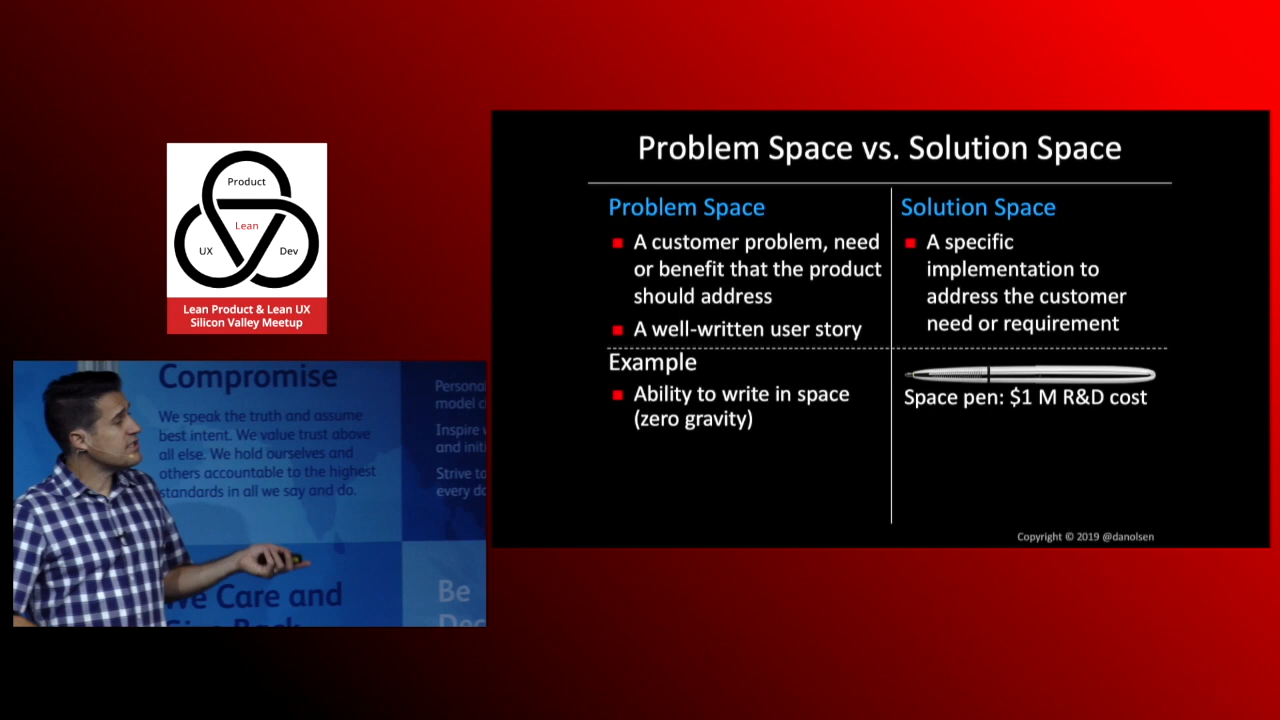 Product
Lean
UX
Dev
Lean Product & Lean UX
Silicon Valley Meetup
Compromise
We speak the truth and assume
best intent. We value trust above
all else. We hold ourselves and
others accountable to the highest
standards in all we say and do.
We Care and
Give Back
model
Inspire
and
Strive to
every
Be
Problem Space vs. Solution Space
Problem Space
A customer problem, need
or benefit that the product
should address
A well-written user story
Example
Ability to write in space
(zero gravity)
Solution Space
A specific
implementation to
address the customer
need or requirement
Space pen: $1 M R&D cost
Copyright © 2019 @danolsen